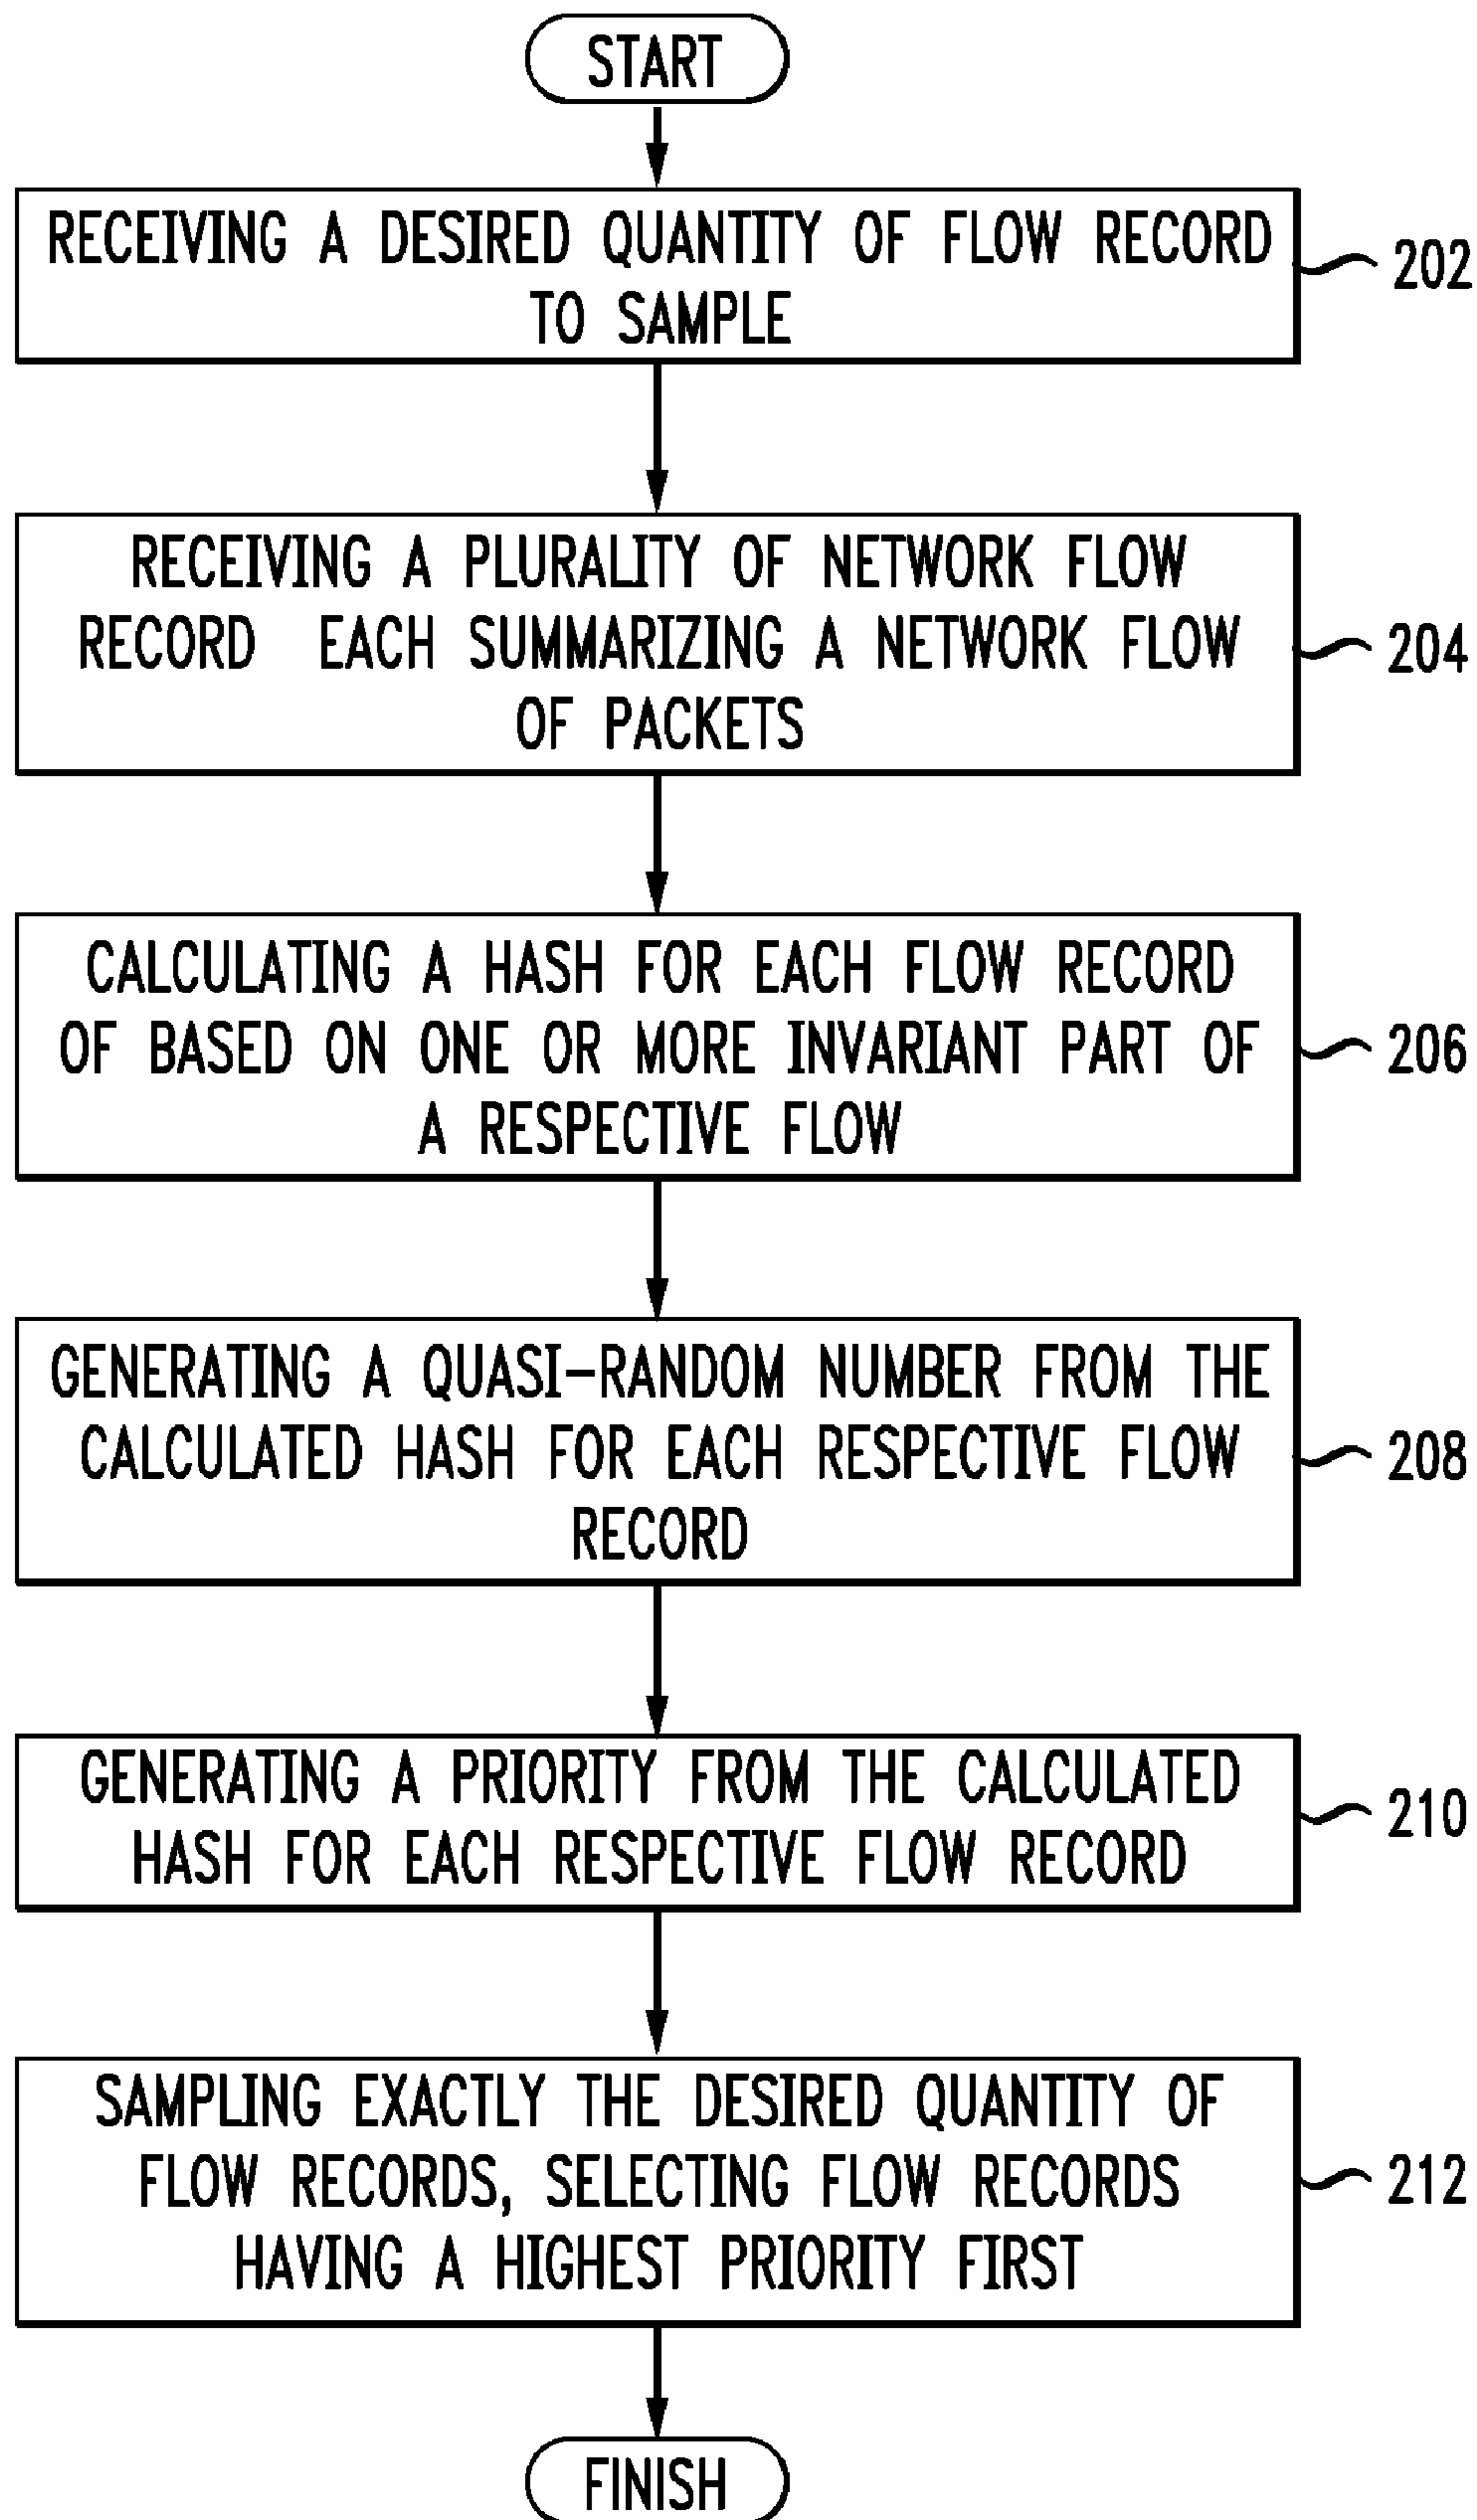 START
RECEIVING A DESIRED QUANTITY OF FLOW RECORD
TO SAMPLE
202
RECEIVING A PLURALITY OF NETWORK FLOW
RECORD EACH SUMMARIZING A NETWORK FLOW
OF PACKETS
204
CALCULATING A HASH FOR EACH FLOW RECORD
OF BASED ON ONE OR MORE INVARIANT PART OF
A RESPECTIVE FLOW
206
GENERATING A QUASI-RANDOM NUMBER FROM THE
CALCULATED HASH FOR EACH RESPECTIVE FLOW
RECORD
208
GENERATING A PRIORITY FROM THE CALCULATED
HASH FOR EACH RESPECTIVE FLOW RECORD
210
SAMPLING EXACTLY THE DESIRED QUANTITY OF
FLOW RECORDS, SELECTING FLOW RECORDS
HAVING A HIGHEST PRIORITY FIRST
212
FINISH